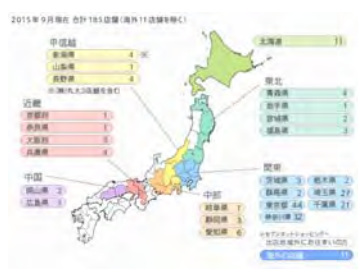 2015年9月現在 合計185店舗(海外11店舗を除く)
甲信越
新潟県 4 ※
山梨県 1
長野県 4
北海道 11
東北
青森県 4
岩手県 1
宮城県 2
福島県 3
近畿
京都府 1
奈良県 1
大阪府
兵庫県 4
中国
岡山県 2
広島県
中部
岐阜県 1
静岡県 3
愛知県 6
関東
茨城県 3 栃木県 2
群馬県 2 埼玉県 27
東京都 44 千葉県 21
神奈川県 32
海外の店舗 11